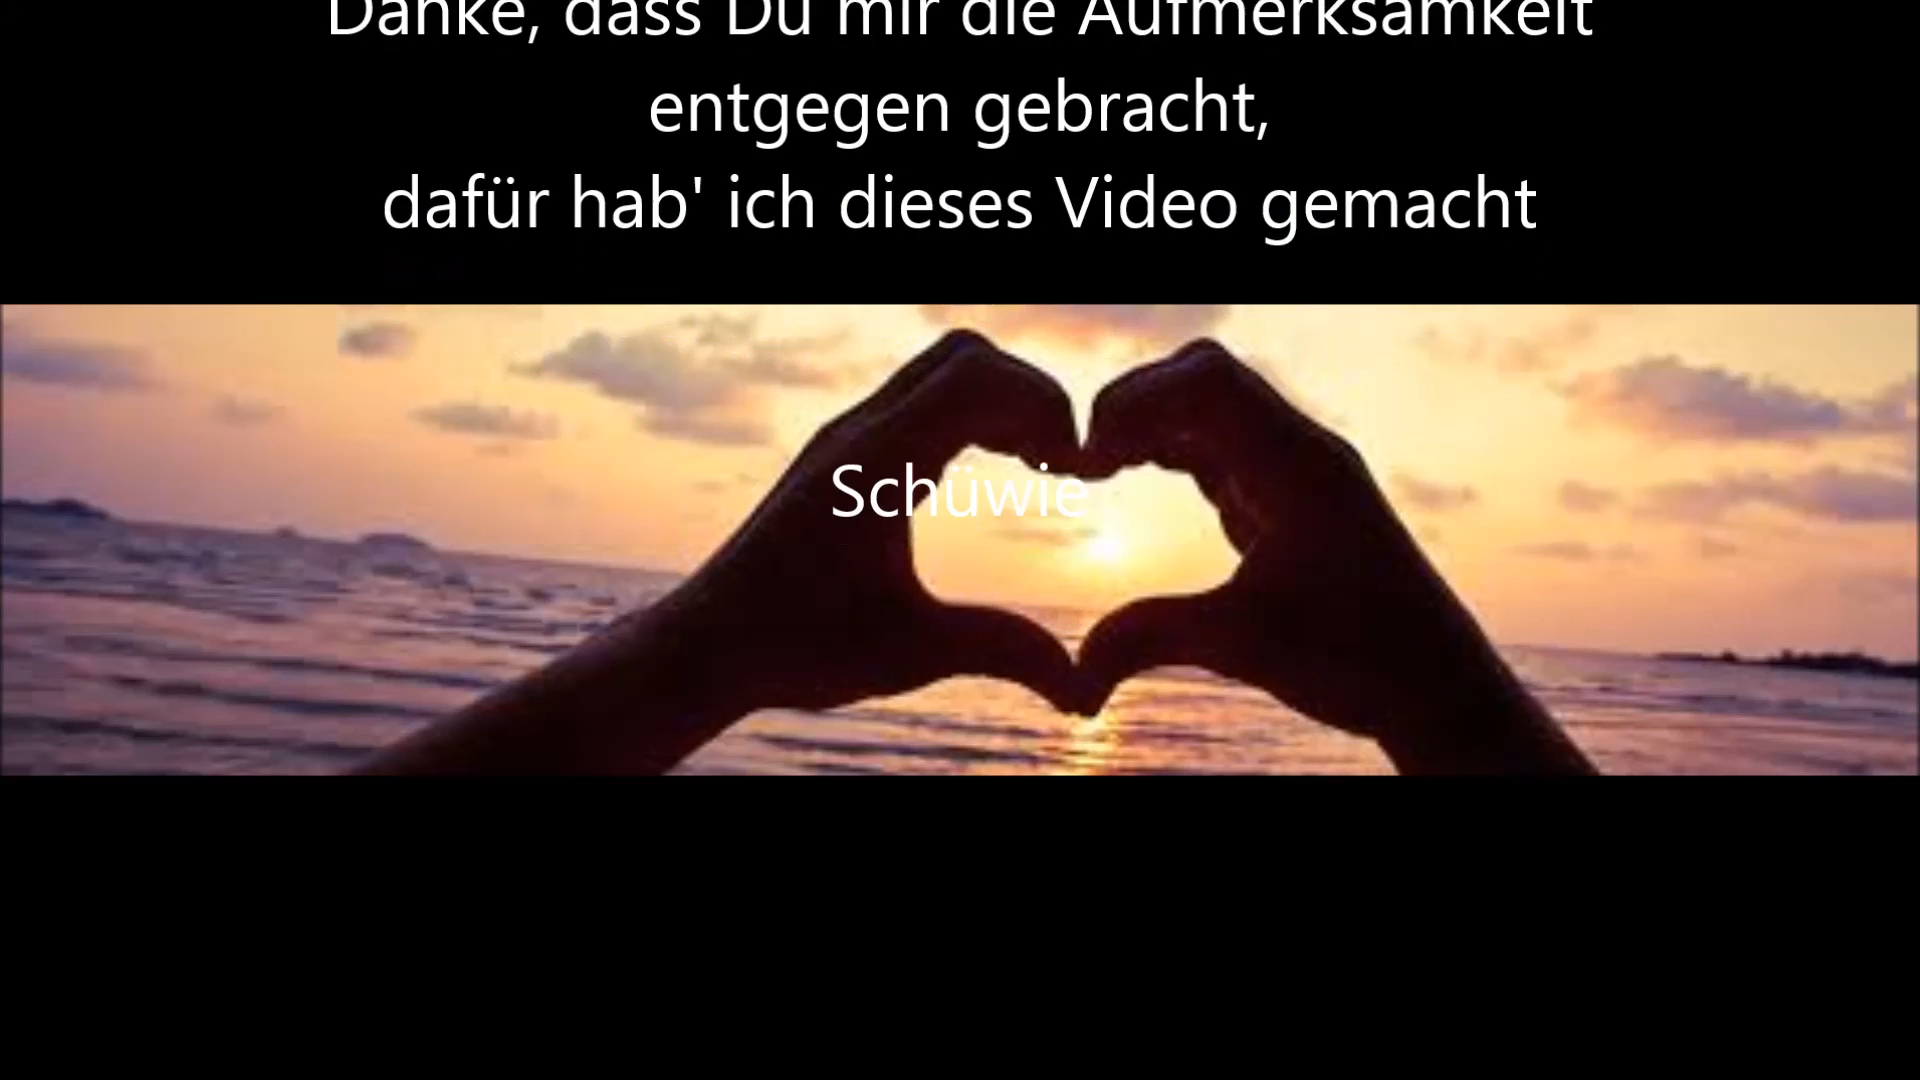 Danke, dass Du mir die Aufmerksamkeit
entgegen gebracht,
dafür hab' ich dieses Video gemacht
Schüwie